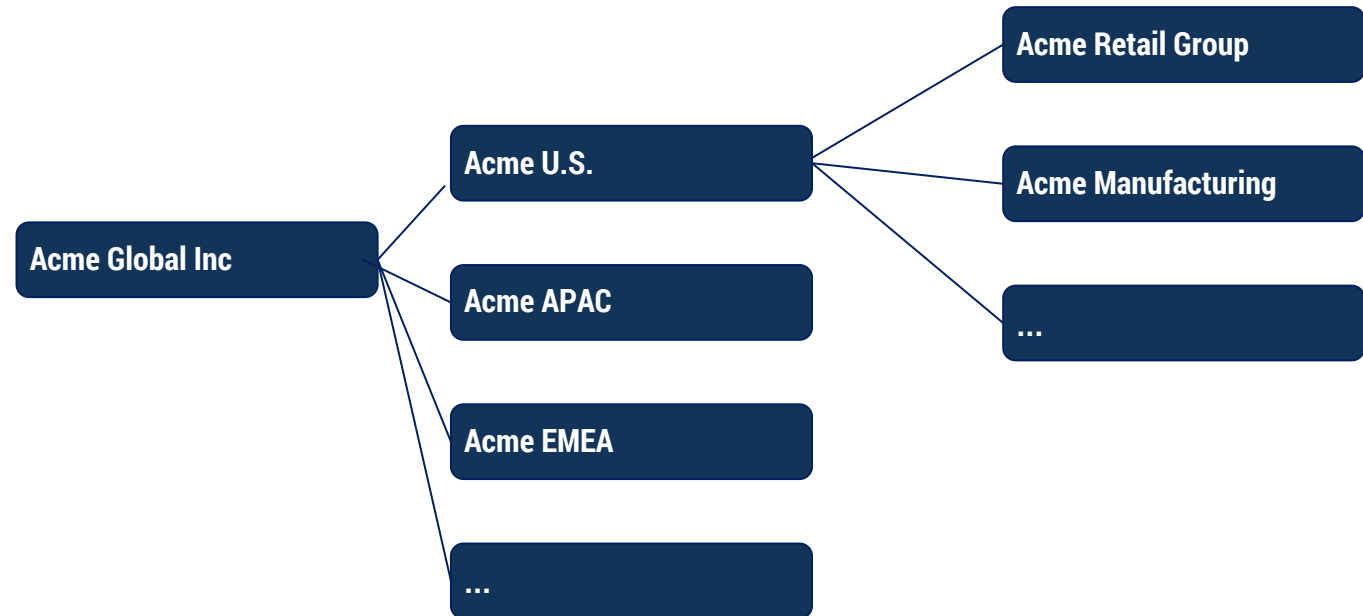 Acme Global Inc
Acme U.S.
Acme APAC
Acme EMEA
...
Acme Retail Group
Acme Manufacturing
...